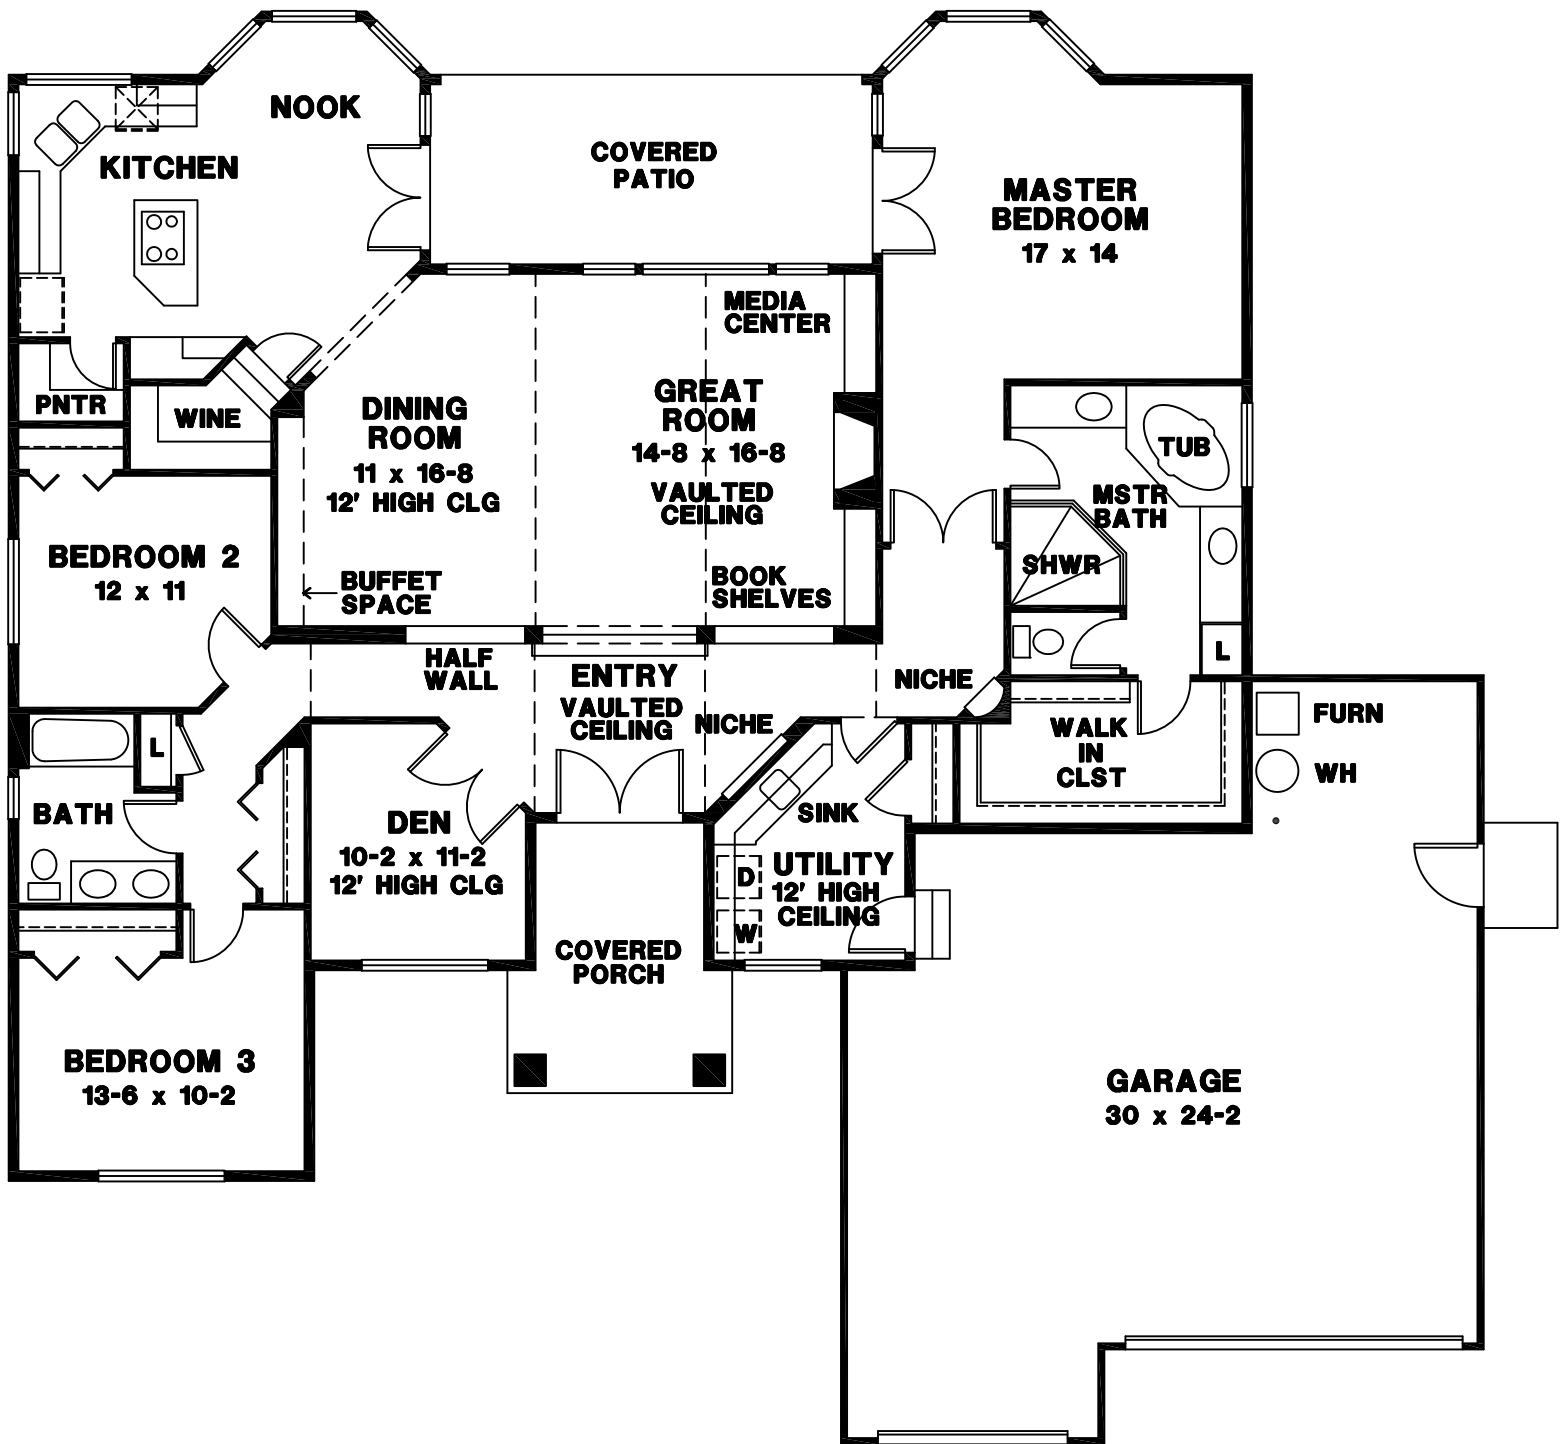 NOOK
KITCHEN
COVERED
PATIO
MASTER
BEDROOM
17 x 14
MEDIA
CENTER
PNTR
WINE
DINING
ROOM
11 x 16-8
12' HIGH CLG
GREAT
ROOM
14-8 x 16-8
VAULTED
CEILING
TUB
MSTR
BATH
SHWR
BEDROOM 2
12 x 11
BUFFET
SPACE
BOOK
SHELVES
HALF
WALL
ENTRY
VAULTED
CEILING
NICHE
NICHE
L
WALK
IN
CLST
FURN
WH
L
BATH
DEN
10-2 x 11-2
12' HIGH CLG
SINK
UTILITY
12' HIGH
CEILING
D
W
COVERED
PORCH
BEDROOM 3
13-6 x 10-2
GARAGE
30 x 24-2